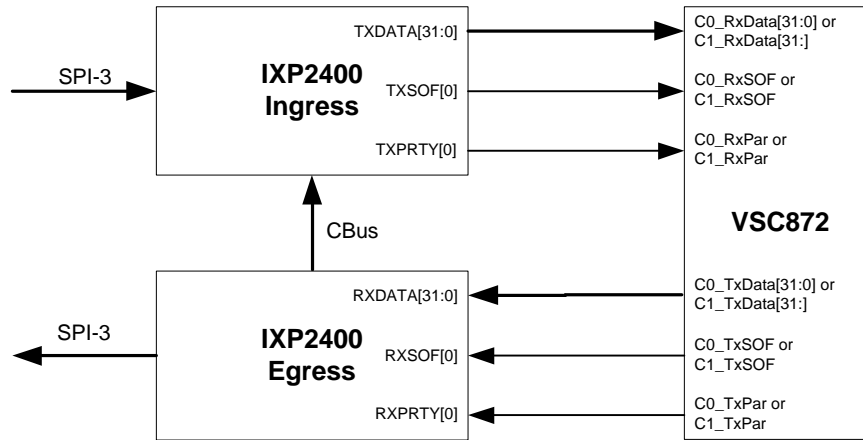 TXDATA[31:0]
C0_RxData[31:0] or
C1_RxData[31:]
SPI-3
IXP2400
Ingress
TXSOF[0]
C0_RxSOF or
C1_RxSOF
TXPRTY[0]
C0_RxPar or
C1_RxPar
CBus
VSC872
RXDATA[31:0]
C0_TxData[31:0] or
C1_TxData[31:]
SPI-3
IXP2400
Egress
RXSOF[0]
C0_TxSOF or
C1_TxSOF
RXPRTY[0]
C0_TxPar or
C1_TxPar